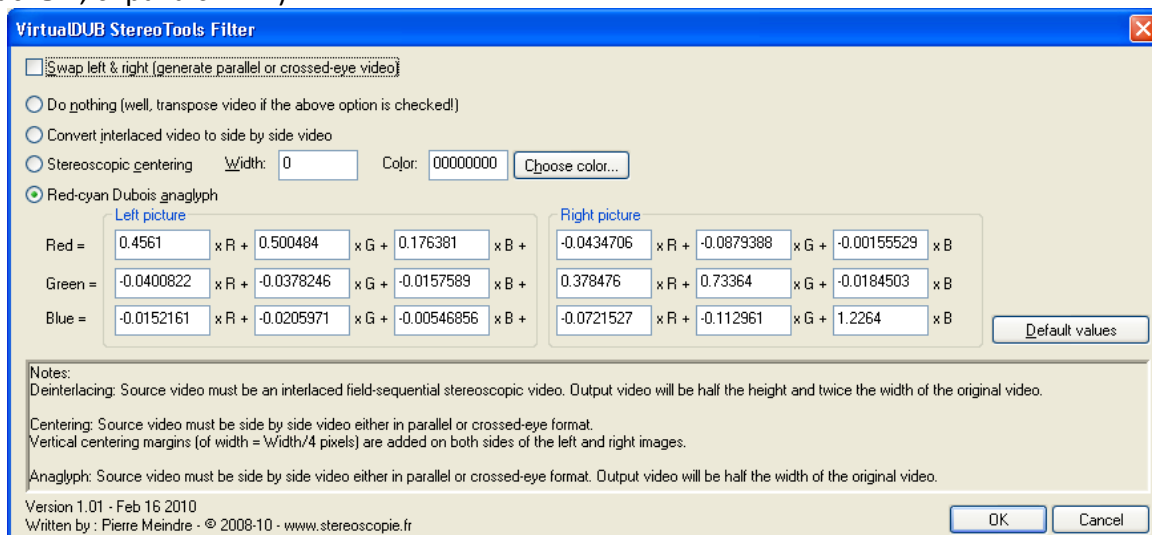 VirtualDUB StereoTools Filter
Swap left & right (generate parallel or crossed-eye video)
Do nothing (well, transpose video if the above option is checked!)
Convert interlaced video to side by side video
Stereoscopic centering Width: 0 Color: 00000000 Choose color...
Red-cyan Dubois anaglyph
Left picture Right picture
Red = 0.4561 x R + 0.500484 x G + 0.176381 x B + -0.0434706 x R + -0.0879388 x G + -0.00155529 x B
Green = -0.0400822 x R + -0.0378246 x G + -0.0157589 x B + 0.378476 x R + 0.73364 x G + -0.0184503 x B
Blue = -0.0152161 x R + -0.0205971 x G + -0.00546856 x B + -0.0721527 x R + -0.112961 x G + 1.2264 x B
Default values
Notes:
Deinterlacing: Source video must be an interlaced field-sequential stereoscopic video. Output video will be half the height and twice the width of the original video.
Centering: Source video must be side by side video either in parallel or crossed-eye format.
Vertical centering margins (of width = Width/4 pixels) are added on both sides of the left and right images.
Anaglyph: Source video must be side by side video either in parallel or crossed-eye format. Output video will be half the width of the original video.
Version 1.01 - Feb 16 2010
Written by : Pierre Meindre - © 2008-10 - www.stereoscopie.fr
OK Cancel